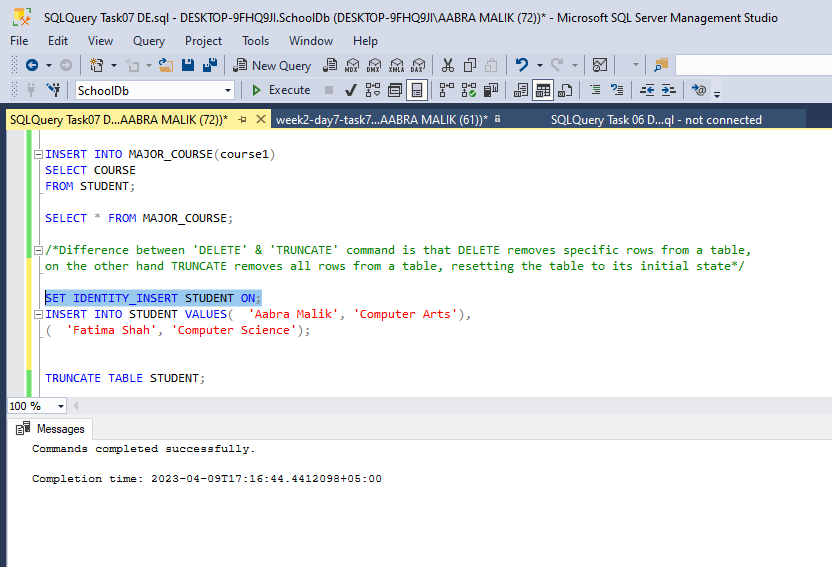 SQLQuery Task07 DE.sql - DESKTOP-9FHQ9JI.SchoolDb (DESKTOP-9FHQ9JI\AABRA MALIK (72))* - Microsoft SQL Server Management Studio
File Edit View Query Project Tools Window Help
New Query MDX DMX XMLA DAX
SchoolDb Execute
SQLQuery Task07 D...AABRA MALIK (72))* week2-day7-task7...AABRA MALIK (61))* SQLQuery Task 06 D...ql - not connected
INSERT INTO MAJOR_COURSE(course1)
SELECT COURSE
FROM STUDENT;
SELECT * FROM MAJOR_COURSE;
/*Difference between 'DELETE' & 'TRUNCATE' command is that DELETE removes specific rows from a table,
on the other hand TRUNCATE removes all rows from a table, resetting the table to its initial state*/
SET IDENTITY_INSERT STUDENT ON;
INSERT INTO STUDENT VALUES(  'Aabra Malik', 'Computer Arts'),
(  'Fatima Shah', 'Computer Science');
TRUNCATE TABLE STUDENT;
100 %
Messages
Commands completed successfully.
Completion time: 2023-04-09T17:16:44.4412098+05:00